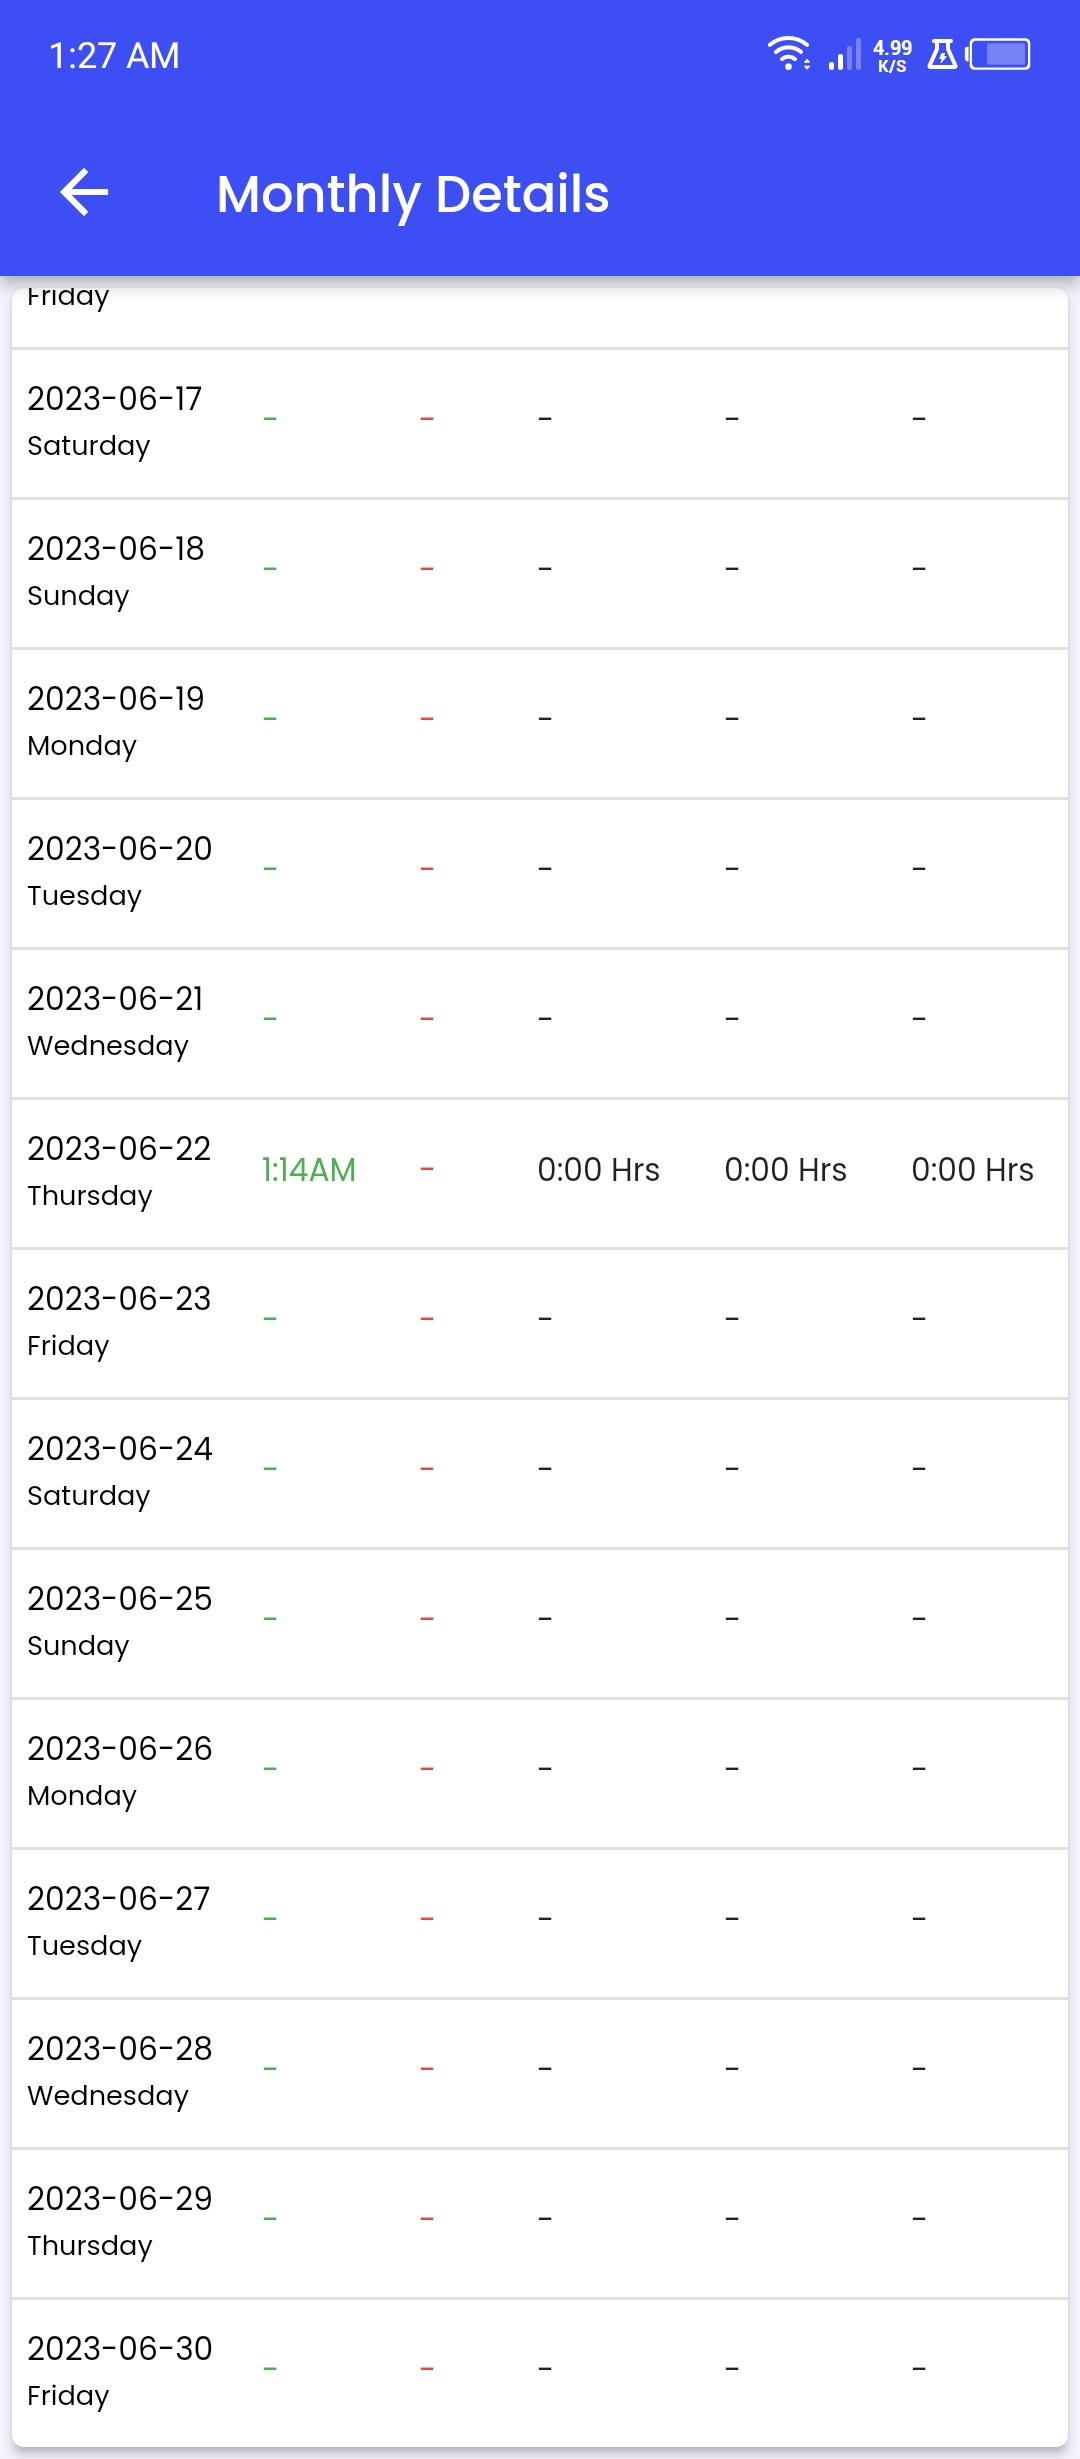 1:27 AM 4.99 K/S
Monthly Details
Friday
2023-06-17
- - - - -
Saturday
2023-06-18
- - - - -
Sunday
2023-06-19
- - - - -
Monday
2023-06-20
- - - - -
Tuesday
2023-06-21
- - - - -
Wednesday
2023-06-22
1:14AM - 0:00 Hrs 0:00 Hrs 0:00 Hrs
Thursday
2023-06-23
- - - - -
Friday
2023-06-24
- - - - -
Saturday
2023-06-25
- - - - -
Sunday
2023-06-26
- - - - -
Monday
2023-06-27
- - - - -
Tuesday
2023-06-28
- - - - -
Wednesday
2023-06-29
- - - - -
Thursday
2023-06-30
- - - - -
Friday